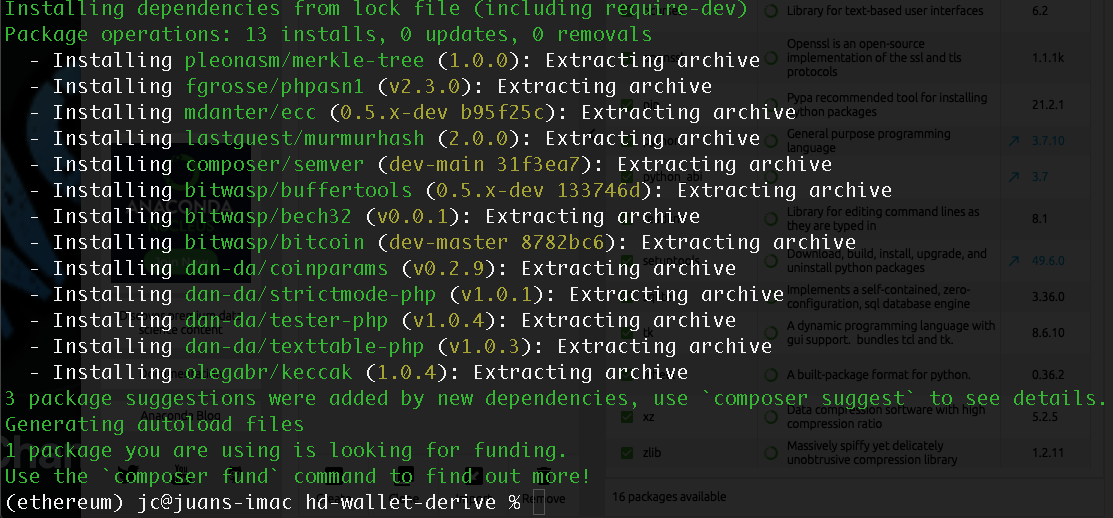 Installing dependencies from lock file (including require-dev)
Package operations: 13 installs, 0 updates, 0 removals
- Installing pleonasm/merkle-tree (1.0.0): Extracting archive
- Installing fgrosse/phpasn1 (v2.3.0): Extracting archive
- Installing mdanter/ecc (0.5.x-dev b95f25c): Extracting archive
- Installing lastguest/murmurhash (2.0.0): Extracting archive
- Installing composer/semver (dev-main 31f3ea7): Extracting archive
- Installing bitwasp/buffertools (0.5.x-dev 133746d): Extracting archive
- Installing bitwasp/bech32 (v0.0.1): Extracting archive
- Installing bitwasp/bitcoin (dev-master 8782bc6): Extracting archive
- Installing dan-da/coinparams (v0.2.9): Extracting archive
- Installing dan-da/strictmode-php (v1.0.1): Extracting archive
- Installing dan-da/tester-php (v1.0.4): Extracting archive
- Installing dan-da/texttable-php (v1.0.3): Extracting archive
- Installing olegabr/keccak (1.0.4): Extracting archive
3 package suggestions were added by new dependencies, use `composer suggest` to see details.
Generating autoload files
1 package you are using is looking for funding.
Use the `composer fund` command to find out more!
(ethereum) jc@juans-imac hd-wallet-derive %
Library for text-based user interfaces 6.2
Openssl is an open-source
implementation of the ssl and tls 1.1.1k
protocols
Pypa recommended tool for installing
python packages 21.2.1
General purpose programming
language 3.7.10
python_abi 3.7
Library for editing command lines as
they are typed in 8.1
setuptools Download, build, install, upgrade, and
uninstall python packages 49.6.0
Implements a self-contained, zero-
configuration, sql database engine 3.36.0
tk A dynamic programming language with
gui support. bundles tcl and tk. 8.6.10
A built-package format for python. 0.36.2
xz Data compression software with high
compression ratio 5.2.5
zlib Massively spiffy yet delicately
unobtrusive compression library 1.2.11
16 packages available
ANACONDA
NUCLEUS
Anaconda Blog
Remove